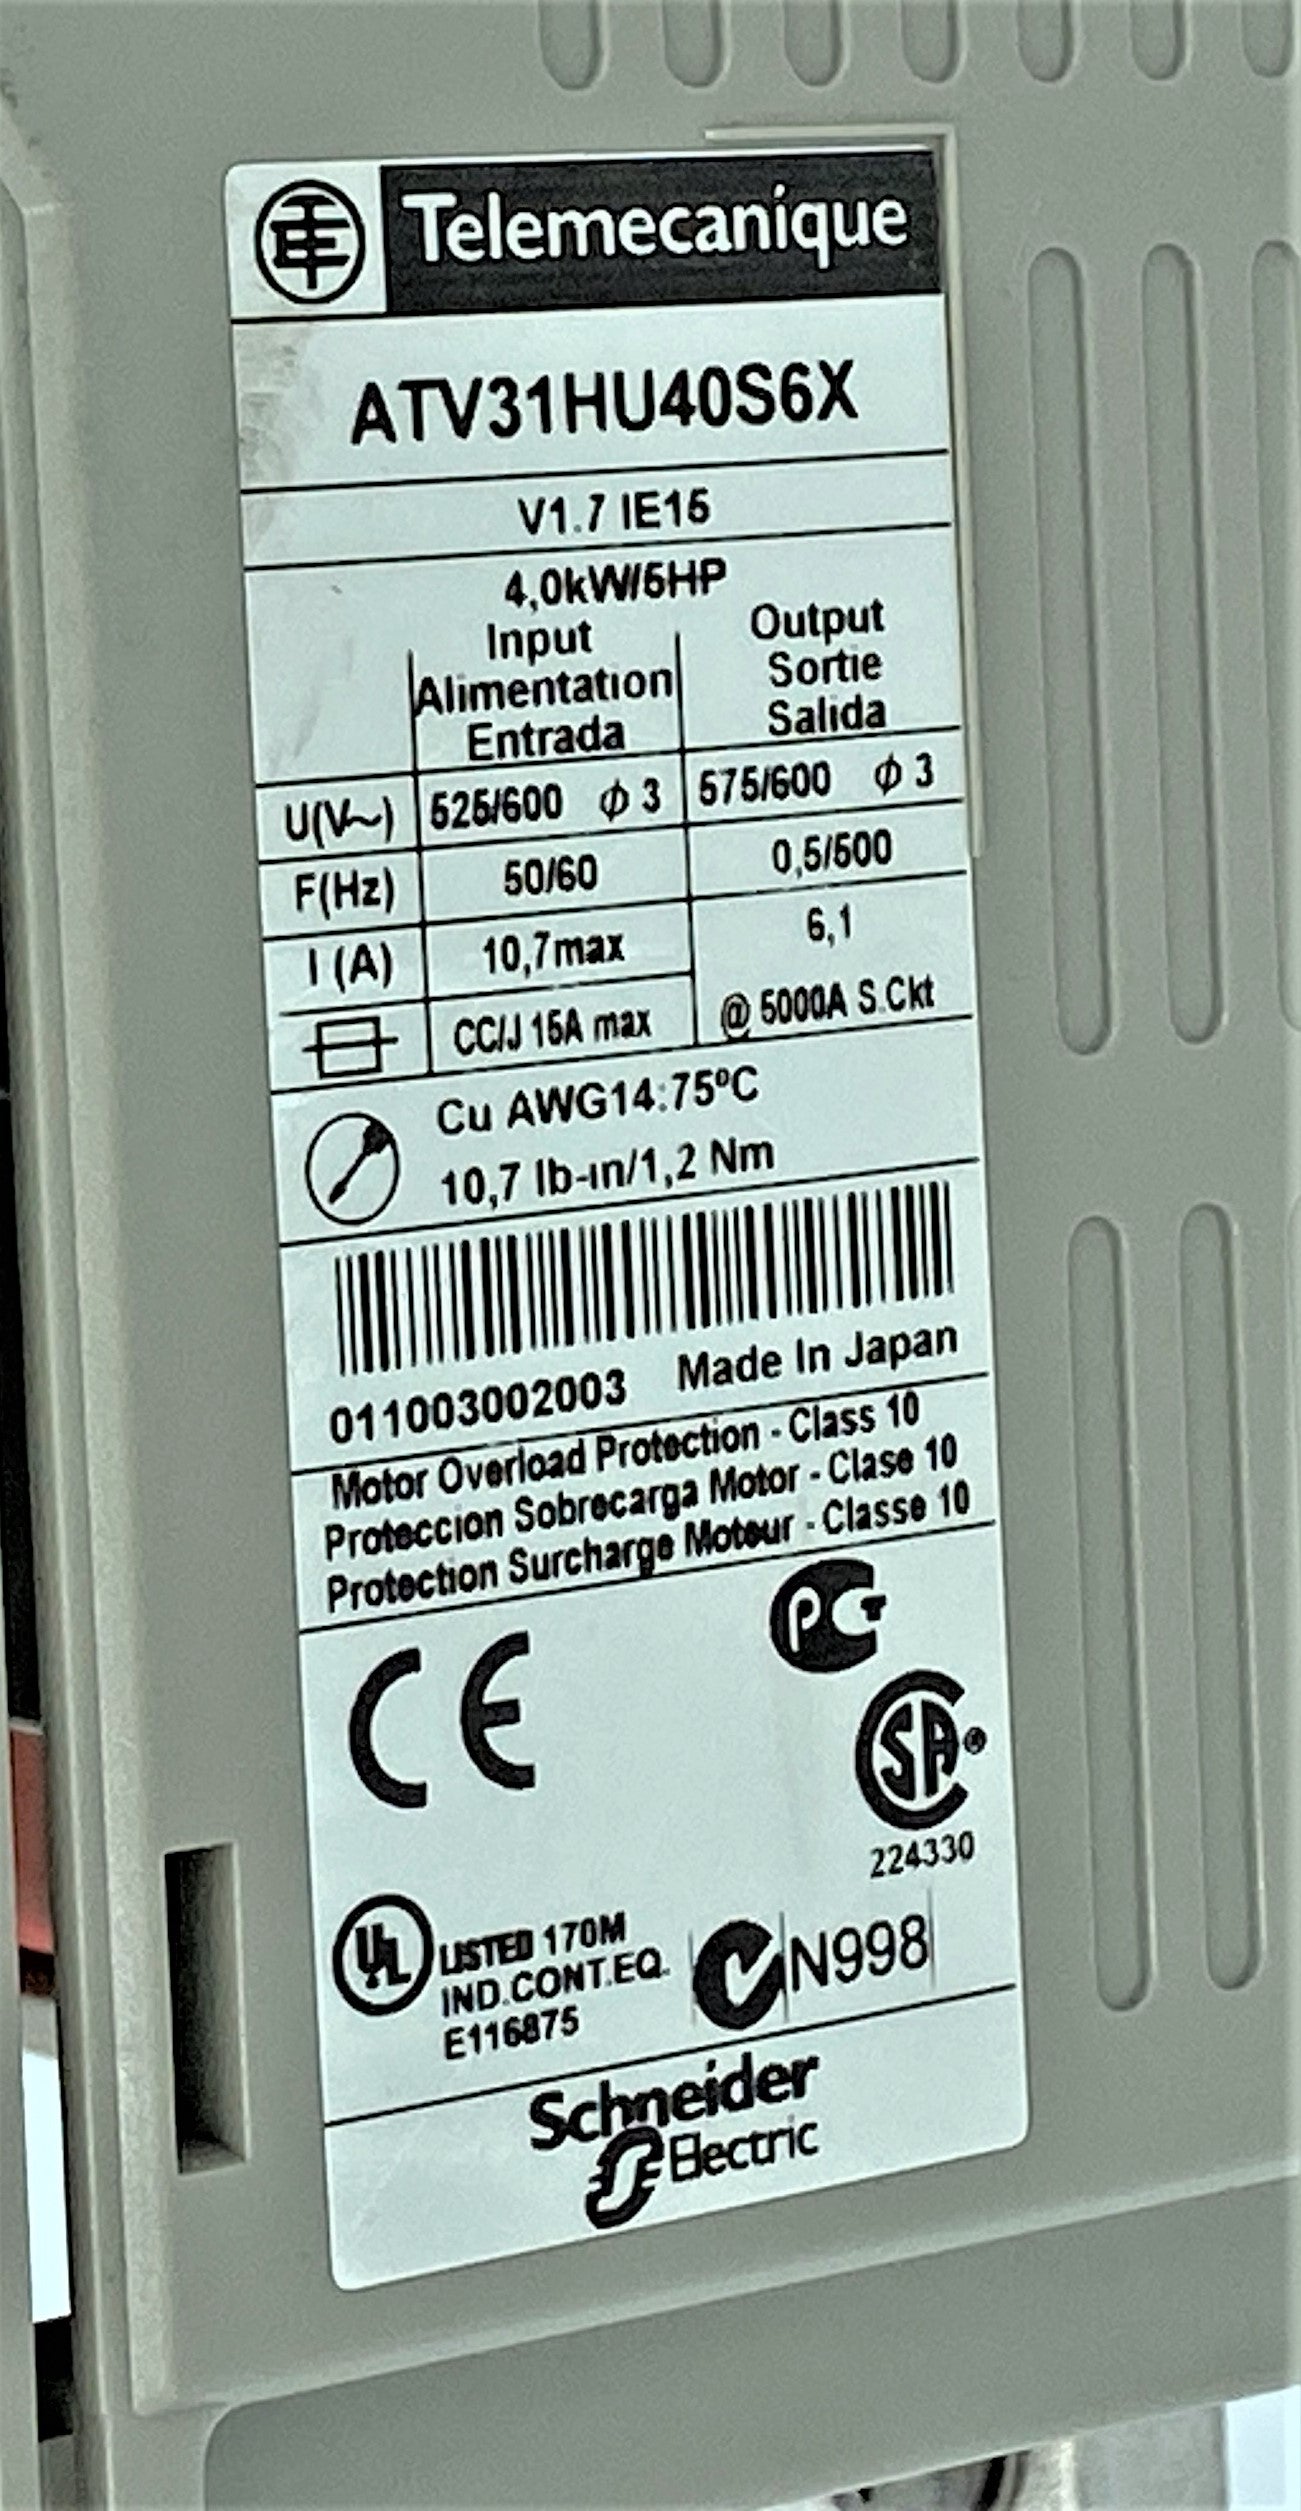 Telemecanique
ATV31HU40S6X
V1.7 IE15
4,0kW/5HP
Input Output
Alimentation Sortie
Entrada Salida
U(V~) 525/600 ϕ 3 575/600 ϕ 3
F(Hz) 50/60 0,5/500
I (A) 10,7max 6,1
CC/J 15A max @ 5000A S.Ckt
Cu AWG14:75ºC
10,7 lb-in/1,2 Nm
011003002003 Made In Japan
Motor Overload Protection - Class 10
Proteccion Sobrecarga Motor - Clase 10
Protection Surcharge Moteur - Classe 10
CE
PCT
SA®
224330
UL LISTED 170M
IND.CONT.EQ.
E116875
N998
Schneider
Electric